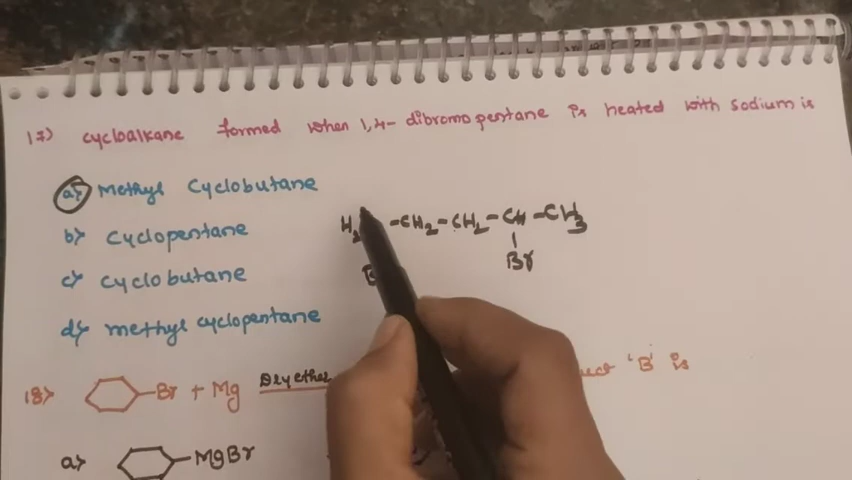 17) cycloalkane formed when 1,4- dibromo pentane is heated with sodium is
a) Methyl Cyclobutane
b) Cyclopentane
c) cyclobutane
d) methyl cyclopentane
H2 -CH2-CH2-CH-CH3
Br
18) -Br + Mg Dry ether 'B' is
a) -MgBr